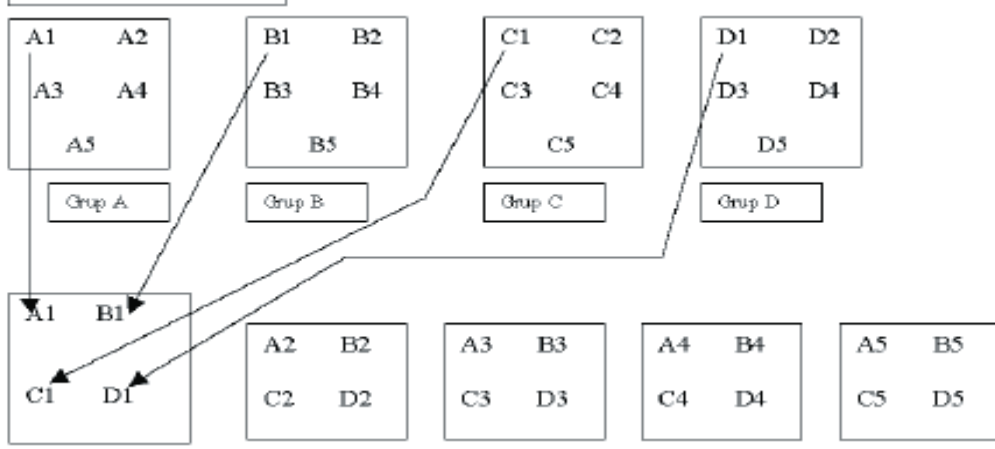 A1 A2 B1 B2 C1 C2 D1 D2
A3 A4 B3 B4 C3 C4 D3 D4
A5 B5 C5 D5
Grup A Grup B Grup C Grup D
A1 B1
A2 B2 A3 B3 A4 B4 A5 B5
C1 D1
C2 D2 C3 D3 C4 D4 C5 D5